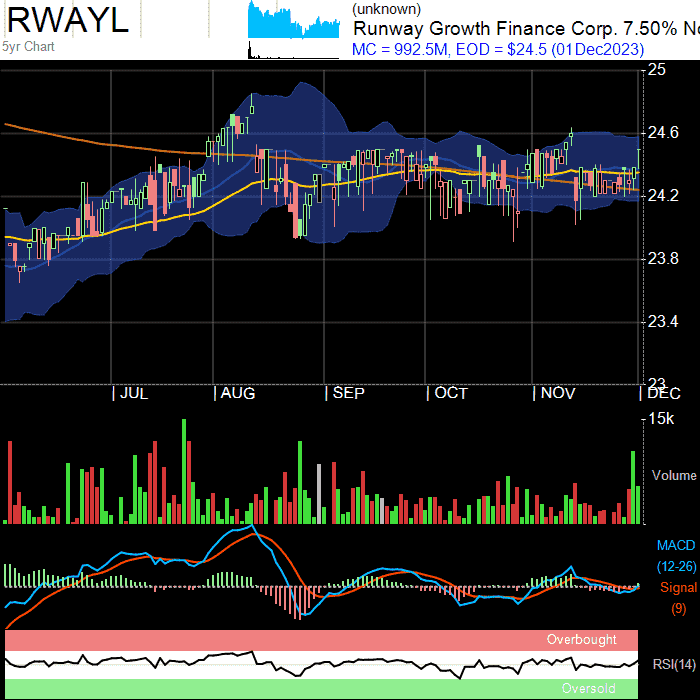 RWAYL
5yr Chart
(unknown)
Runway Growth Finance Corp. 7.50% No
MC = 992.5M, EOD = $24.5 (01Dec2023)
25
24.6
24.2
23.8
23.4
23
JUL AUG SEP OCT NOV DEC
15k
Volume
MACD
(12-26)
Signal
(9)
Overbought
RSI(14)
Oversold